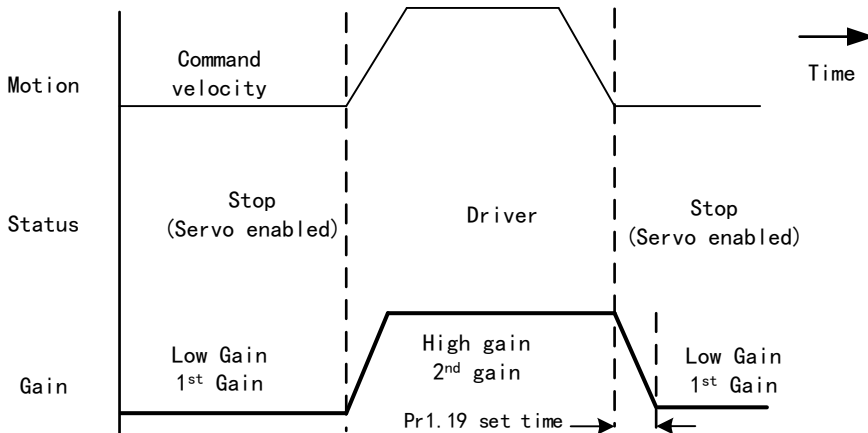 Command
velocity
Time
Motion
Stop
(Servo enabled)
Driver
Stop
(Servo enabled)
Status
Low Gain
1st Gain
High gain
2nd gain
Low Gain
1st Gain
Gain
Pr1.19 set time